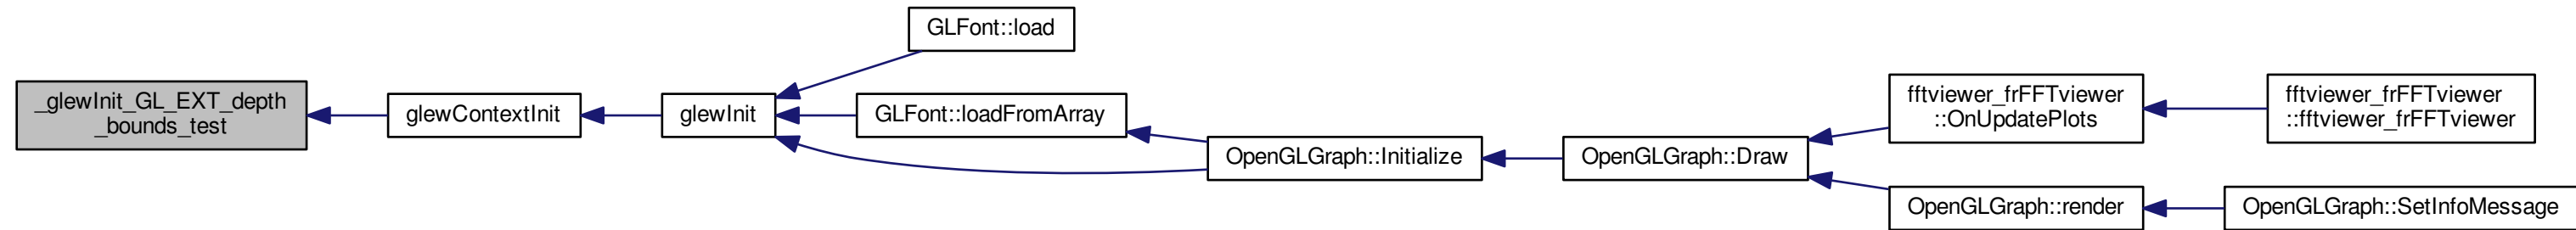 GLFont::load
_glewInit_GL_EXT_depth
_bounds_test
glewContextInit
glewInit
GLFont::loadFromArray
OpenGLGraph::Initialize
OpenGLGraph::Draw
fftviewer_frFFTviewer
::OnUpdatePlots
fftviewer_frFFTviewer
::fftviewer_frFFTviewer
OpenGLGraph::render
OpenGLGraph::SetInfoMessage